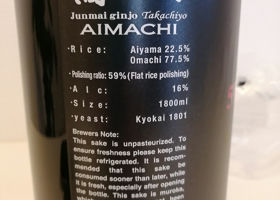 Junmai ginjo Takachiyo
AIMACHI
・Rice: Aiyama 22.5%
Omachi 77.5%
・Polishing ratio: 59% (Flat rice polishing)
・Alc: 16%
・Size: 1800ml
・yeast: Kyokai 1801
Brewers Note:
This sake is unpasteurized. To
ensure freshness please keep this
bottle refrigerated. It is recom-
mended that this sake be
consumed sooner than later, while
it is fresh, especially after opening
the bottle. This sake is muroka,